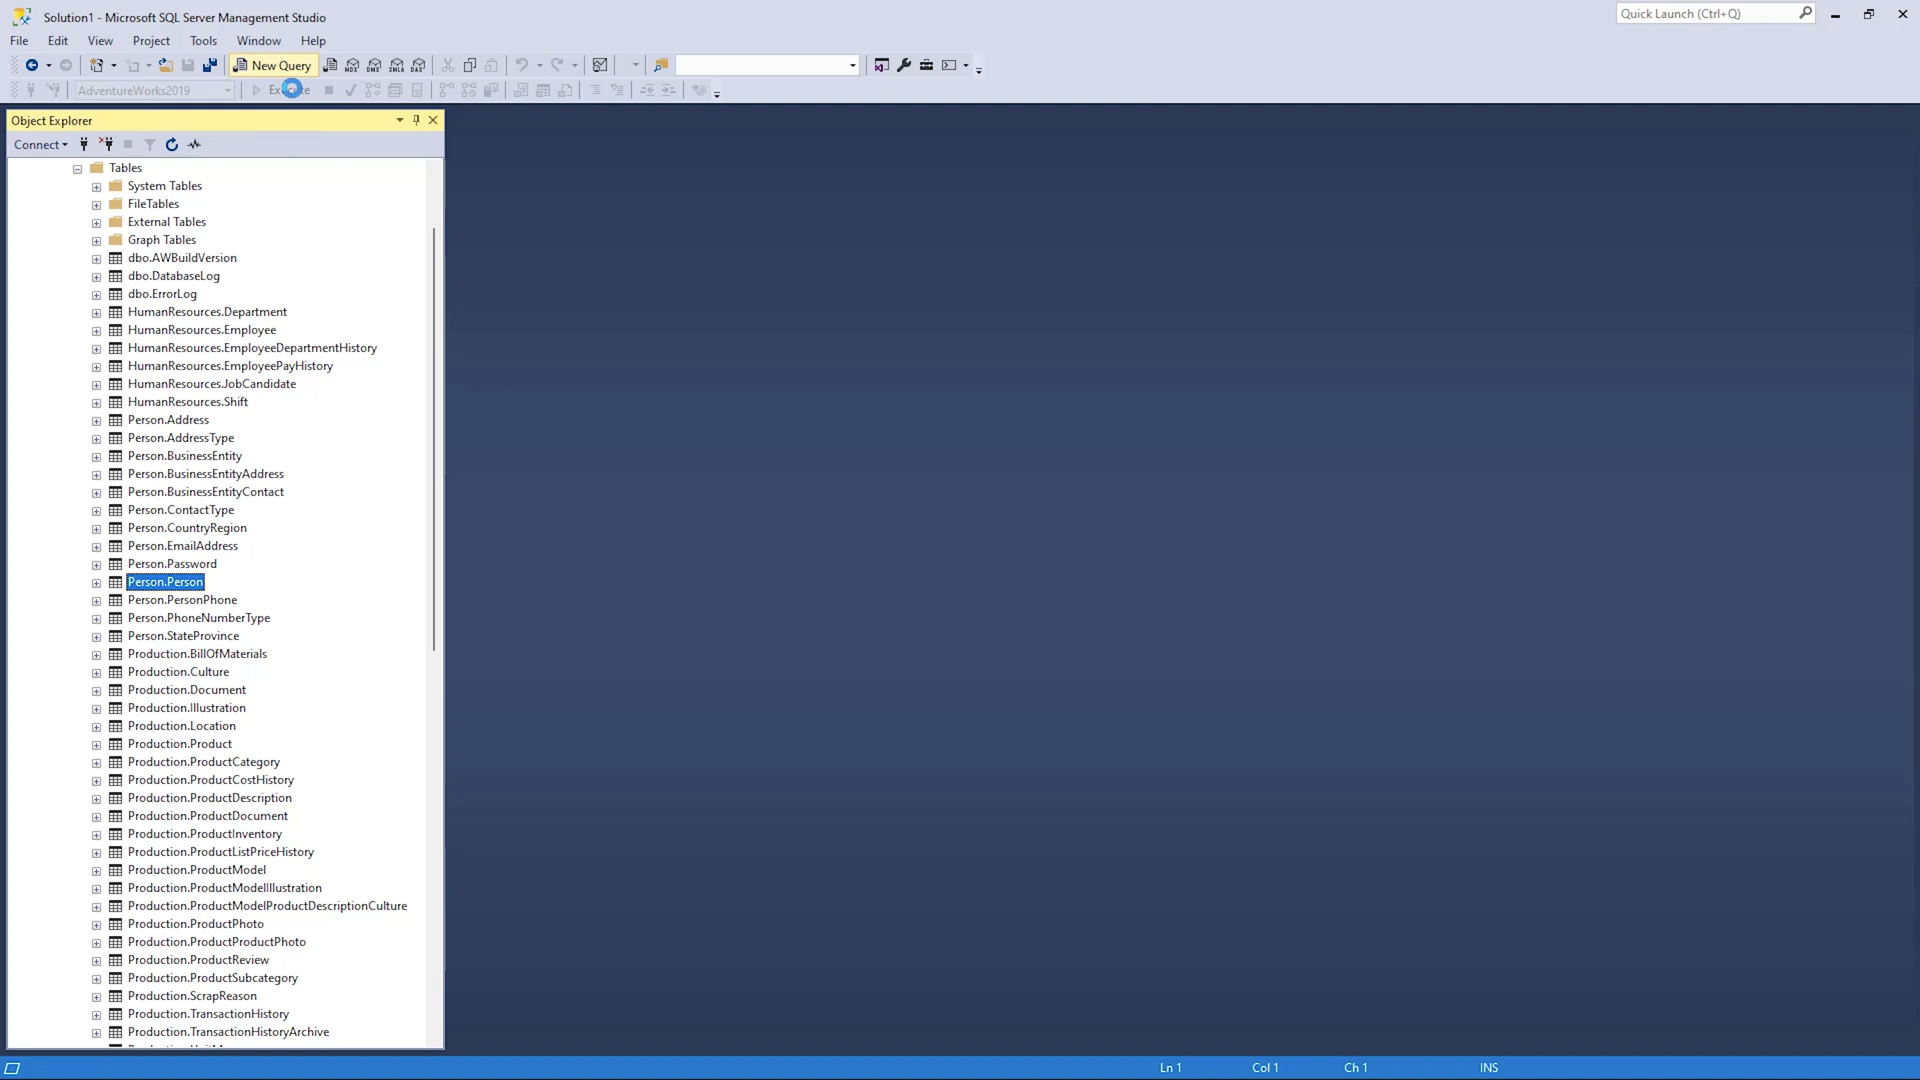 Solution1 - Microsoft SQL Server Management Studio
Quick Launch (Ctrl+Q)
File Edit View Project Tools Window Help
New Query
AdventureWorks2019
Object Explorer
Connect
Tables
System Tables
FileTables
External Tables
Graph Tables
dbo.AWBuildVersion
dbo.DatabaseLog
dbo.ErrorLog
HumanResources.Department
HumanResources.Employee
HumanResources.EmployeeDepartmentHistory
HumanResources.EmployeePayHistory
HumanResources.JobCandidate
HumanResources.Shift
Person.Address
Person.AddressType
Person.BusinessEntity
Person.BusinessEntityAddress
Person.BusinessEntityContact
Person.ContactType
Person.CountryRegion
Person.EmailAddress
Person.Password
Person.Person
Person.PersonPhone
Person.PhoneNumberType
Person.StateProvince
Production.BillOfMaterials
Production.Culture
Production.Document
Production.Illustration
Production.Location
Production.Product
Production.ProductCategory
Production.ProductCostHistory
Production.ProductDescription
Production.ProductDocument
Production.ProductInventory
Production.ProductListPriceHistory
Production.ProductModel
Production.ProductModelIllustration
Production.ProductModelProductDescriptionCulture
Production.ProductPhoto
Production.ProductProductPhoto
Production.ProductReview
Production.ProductSubcategory
Production.ScrapReason
Production.TransactionHistory
Production.TransactionHistoryArchive
Ln 1 Col 1 Ch 1 INS